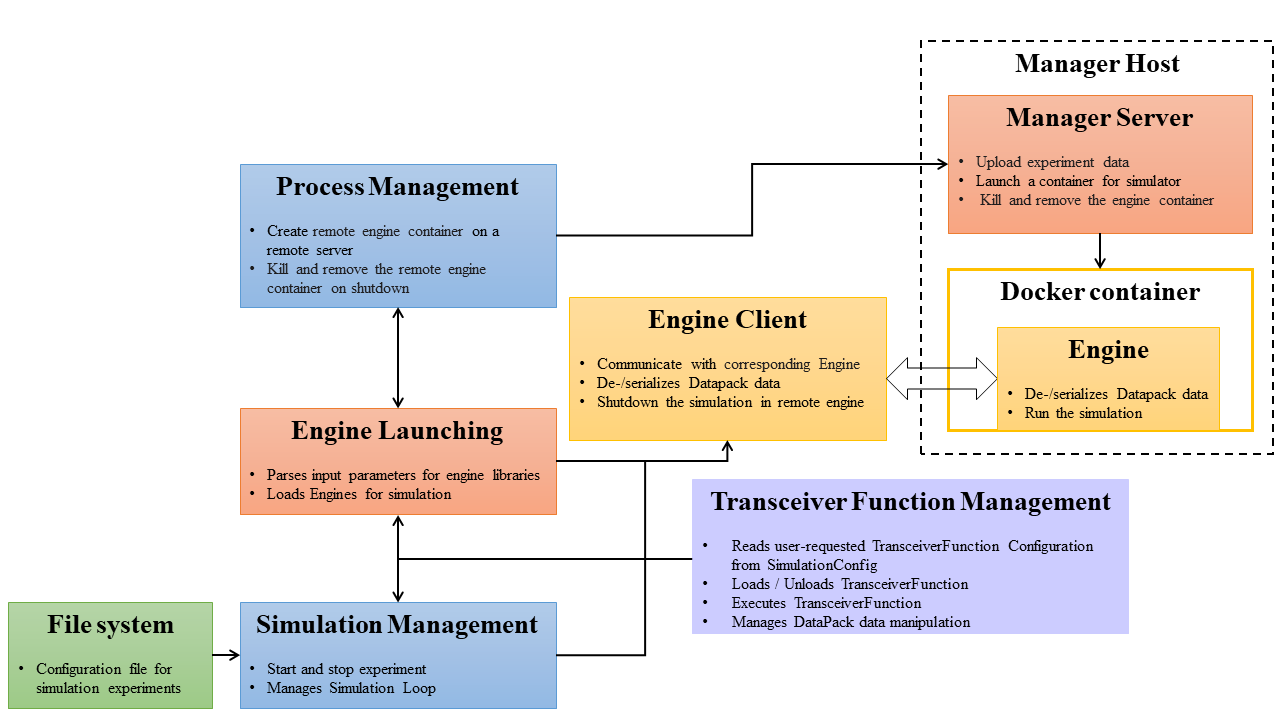 Manager Host
Manager Server
• Upload experiment data
• Launch a container for simulator
• Kill and remove the engine container
Process Management
• Create remote engine container on a
remote server
• Kill and remove the remote engine
container on shutdown
Docker container
Engine
• De-/serializes Datapack data
• Run the simulation
Engine Client
• Communicate with corresponding Engine
• De-/serializes Datapack data
• Shutdown the simulation in remote engine
Engine Launching
• Parses input parameters for engine libraries
• Loads Engines for simulation
Transceiver Function Management
• Reads user-requested TransceiverFunction Configuration
from SimulationConfig
• Loads / Unloads TransceiverFunction
• Executes TransceiverFunction
• Manages DataPack data manipulation
File system
• Configuration file for
simulation experiments
Simulation Management
• Start and stop experiment
• Manages Simulation Loop